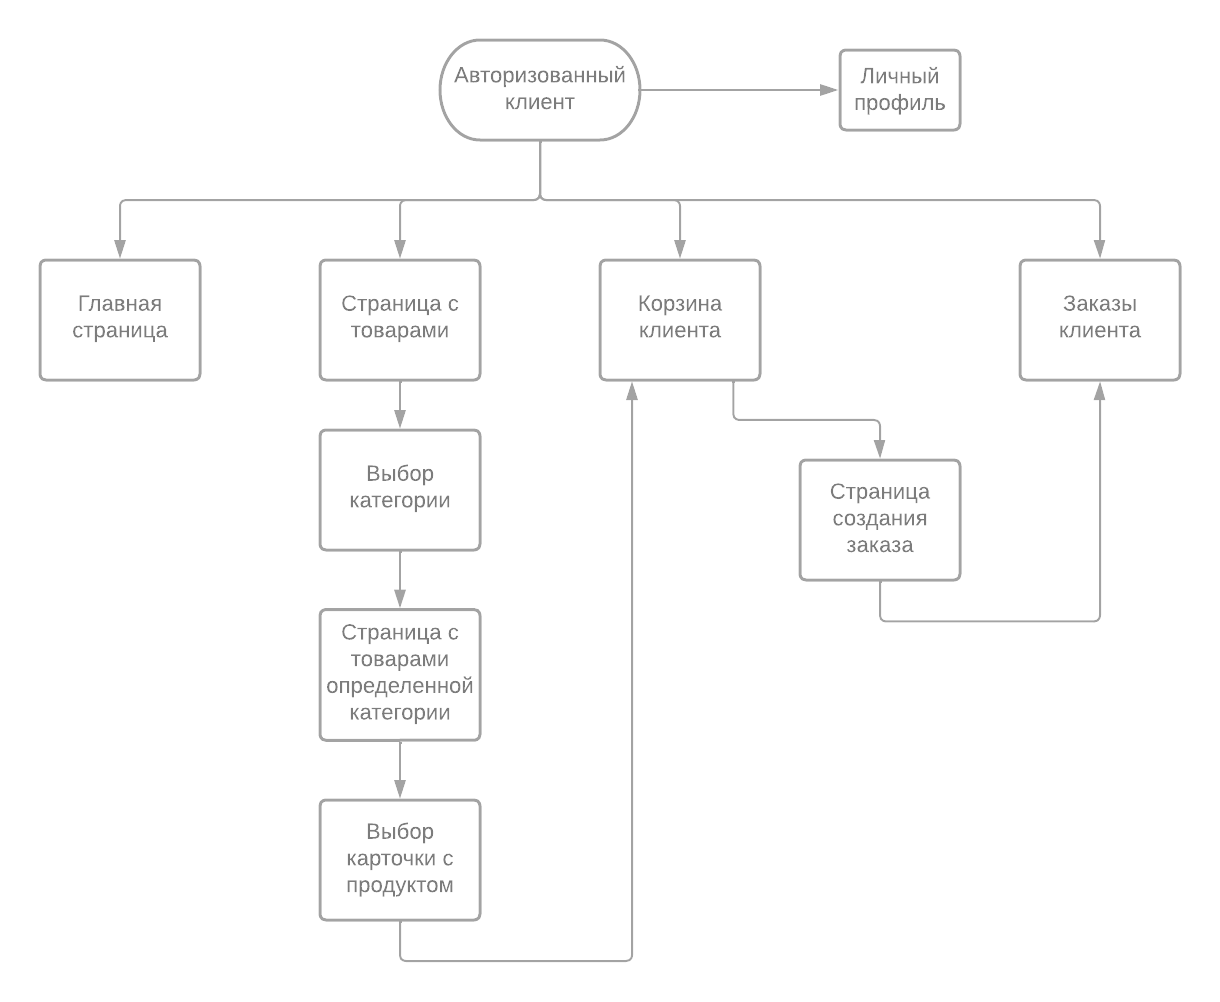 Авторизованный
клиент
Личный
профиль
Главная
страница
Страница с
товарами
Корзина
клиента
Заказы
клиента
Выбор
категории
Страница
создания
заказа
Страница с
товарами
определенной
категории
Выбор
карточки с
продуктом